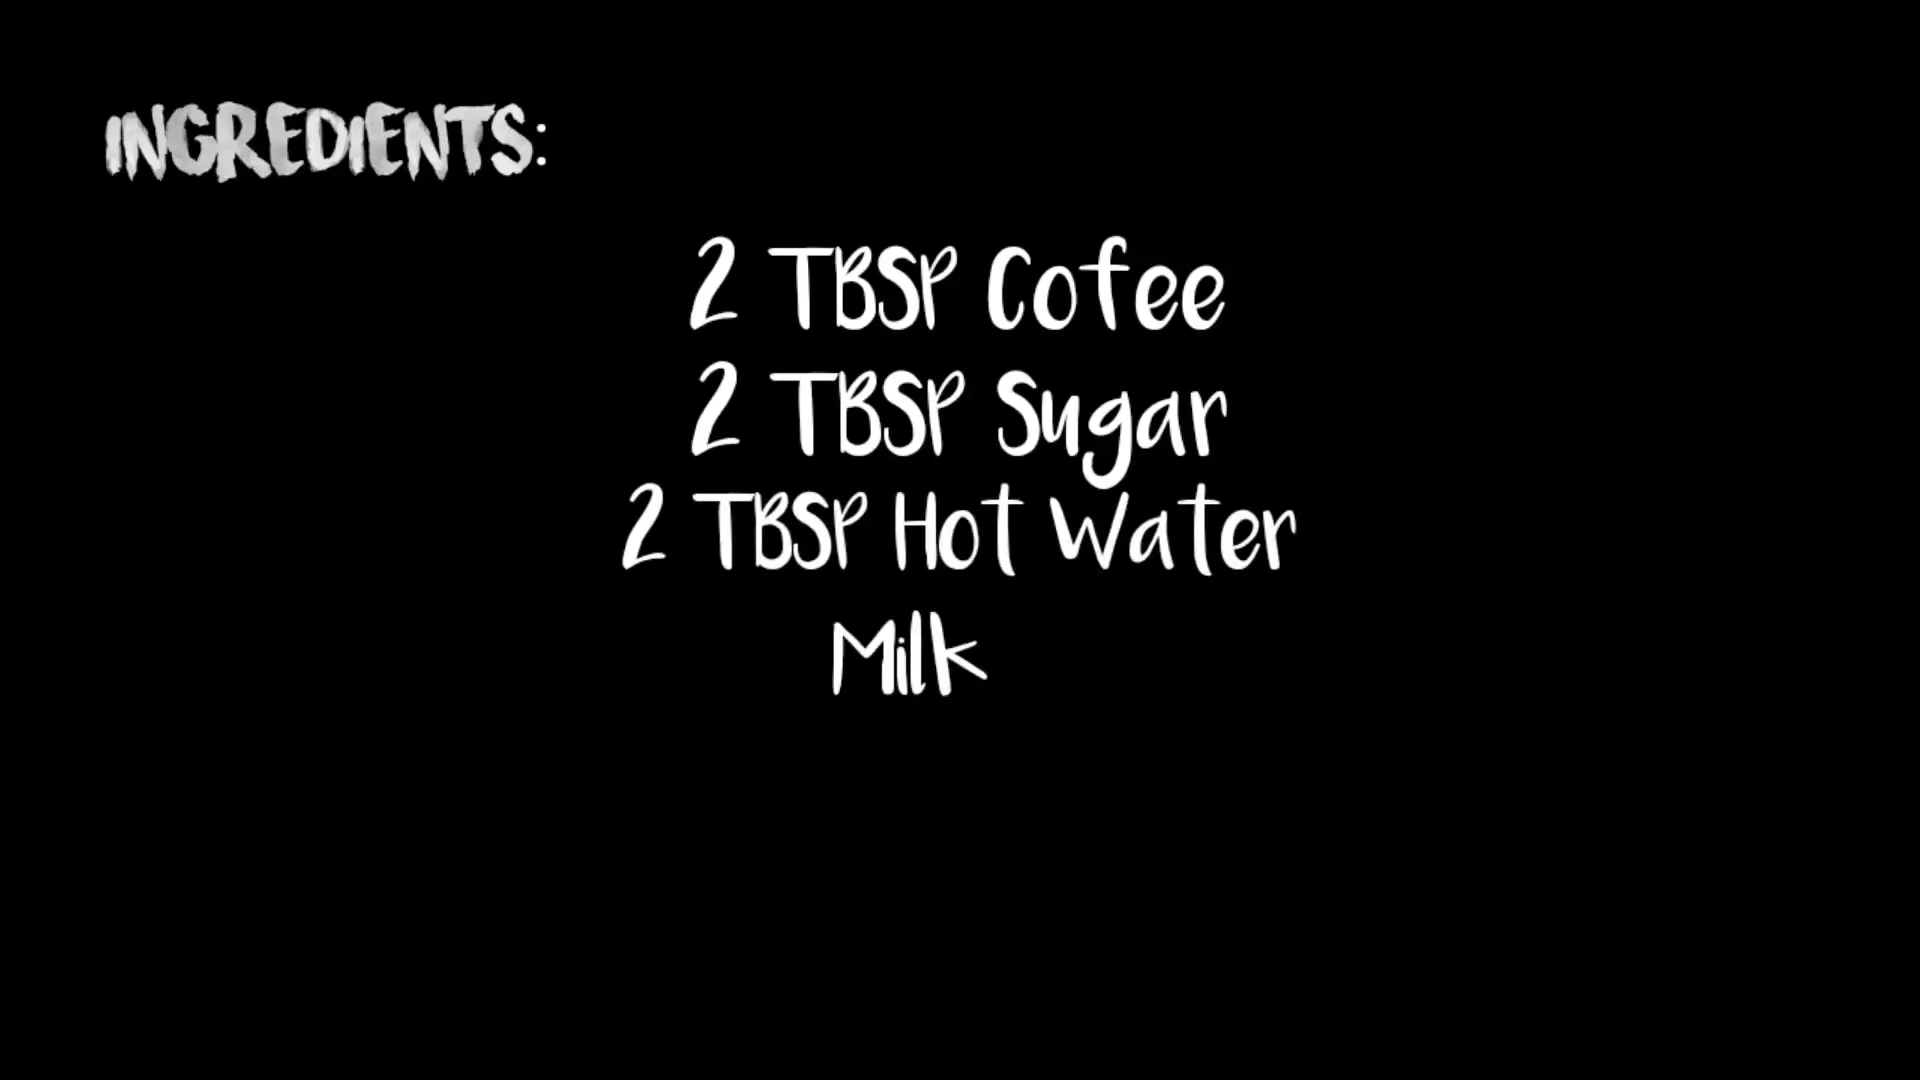 INGREDIENTS:
2 TBSP Cofee
2 TBSP Sugar
2 TBSP Hot Water
Milk